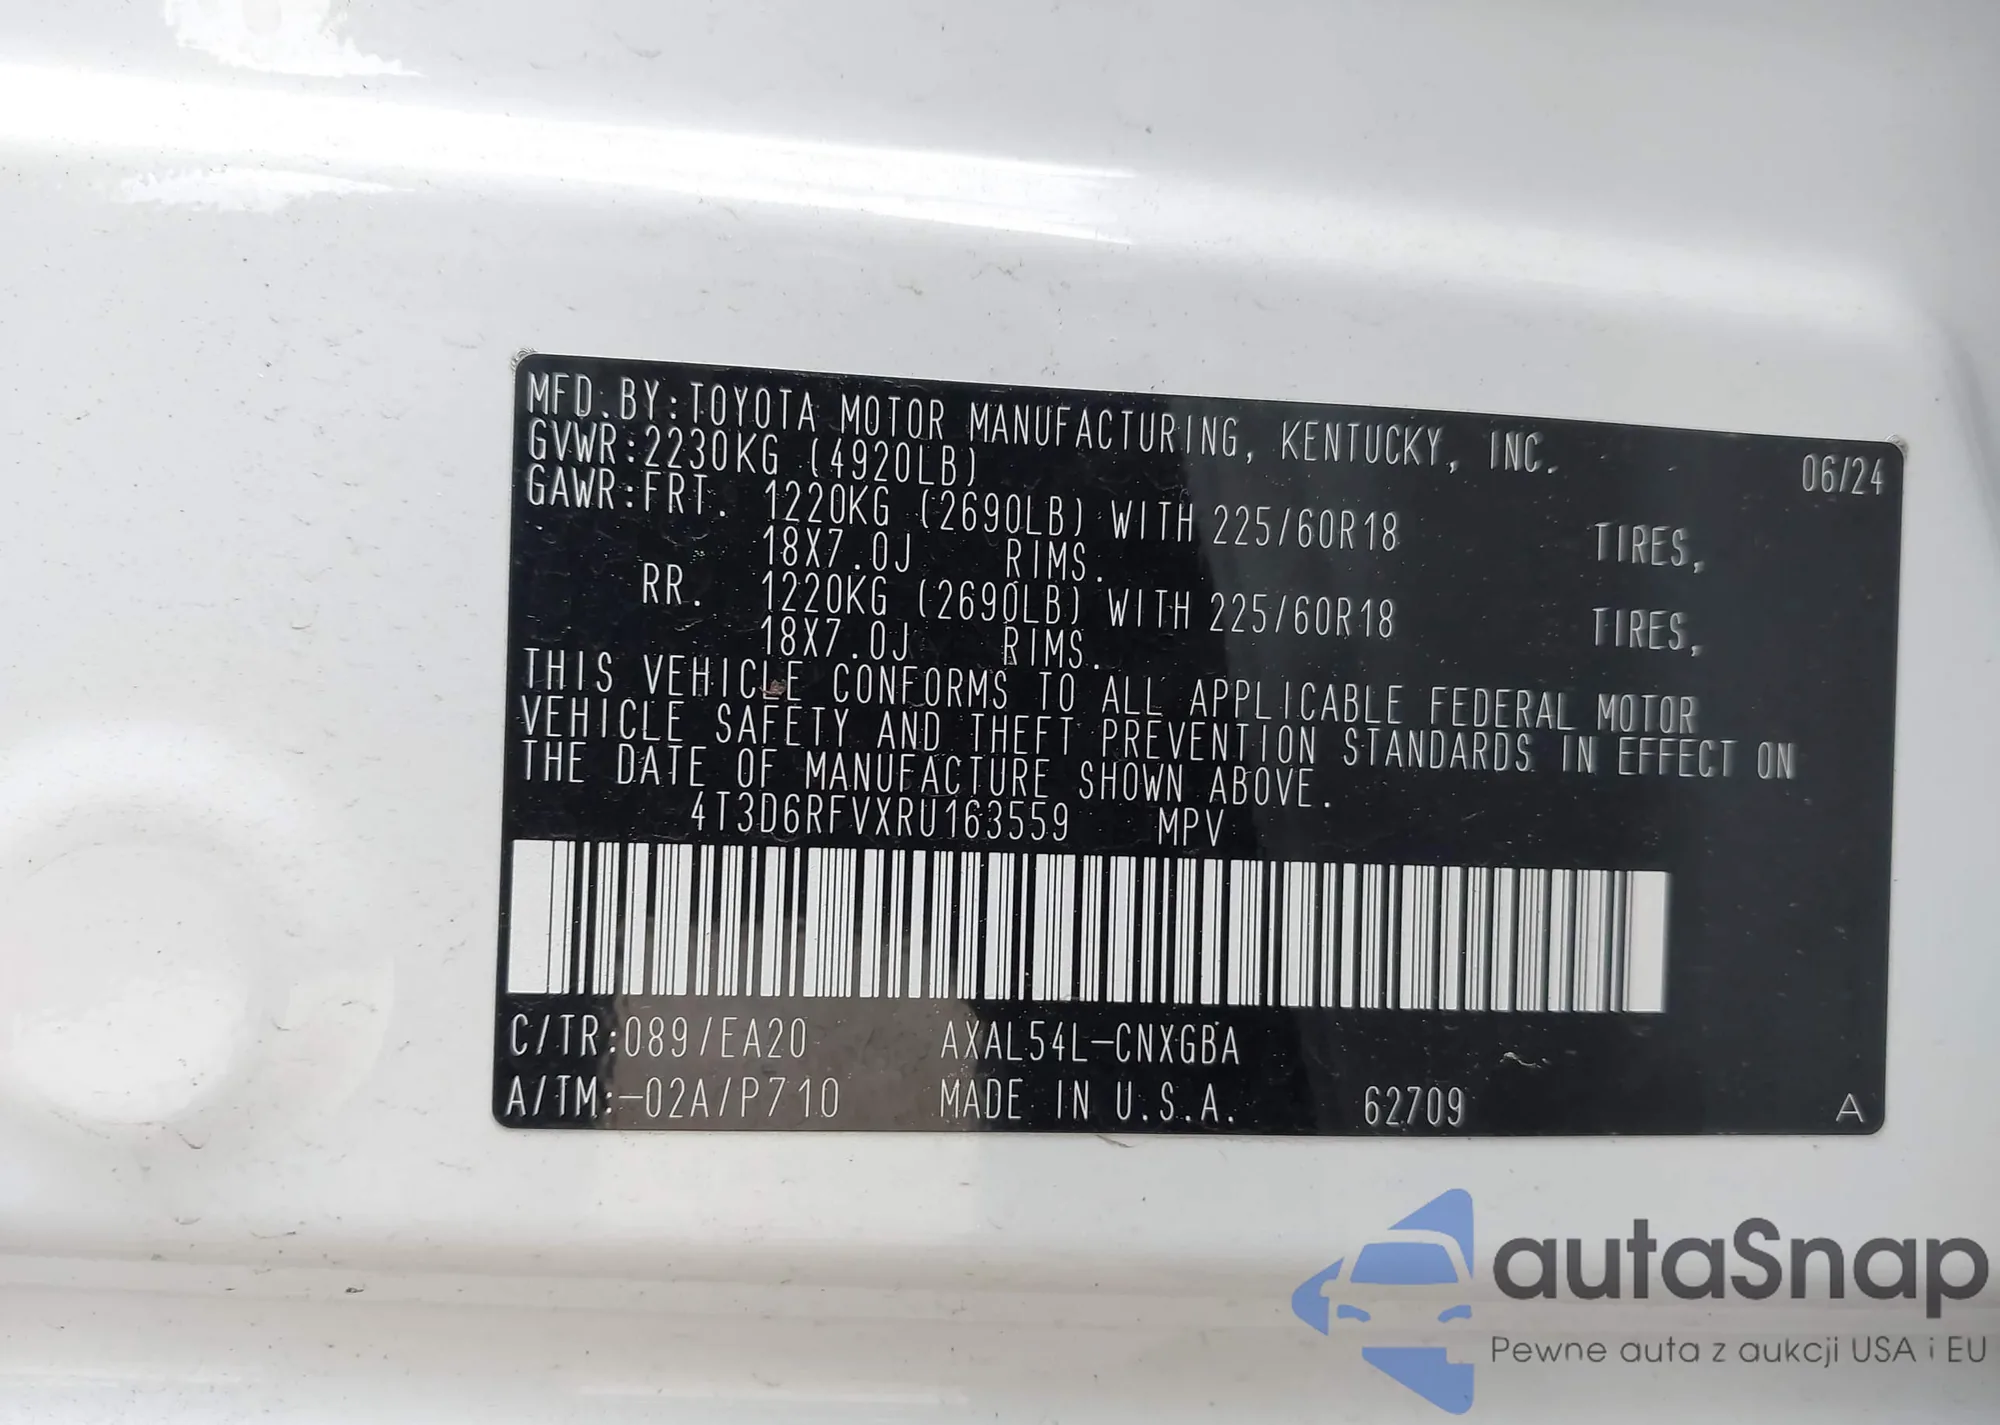 MFD.BY:TOYOTA MOTOR MANUFACTURING, KENTUCKY, INC. 06/24
GVWR:2230KG (4920LB)
GAWR:FRT. 1220KG (2690LB) WITH 225/60R18 TIRES,
18X7.0J RIMS.
RR. 1220KG (2690LB) WITH 225/60R18 TIRES,
18X7.0J RIMS.
THIS VEHICLE CONFORMS TO ALL APPLICABLE FEDERAL MOTOR
VEHICLE SAFETY AND THEFT PREVENTION STANDARDS IN EFFECT ON
THE DATE OF MANUFACTURE SHOWN ABOVE.
4T3D6RFVXRU163559 MPV
C/TR:089/EA20 AXAL54L-CNXGBA
A/TM:-02A/P710 MADE IN U.S.A. 62709 A
autaSnap
Pewne auta z aukcji USA i EU